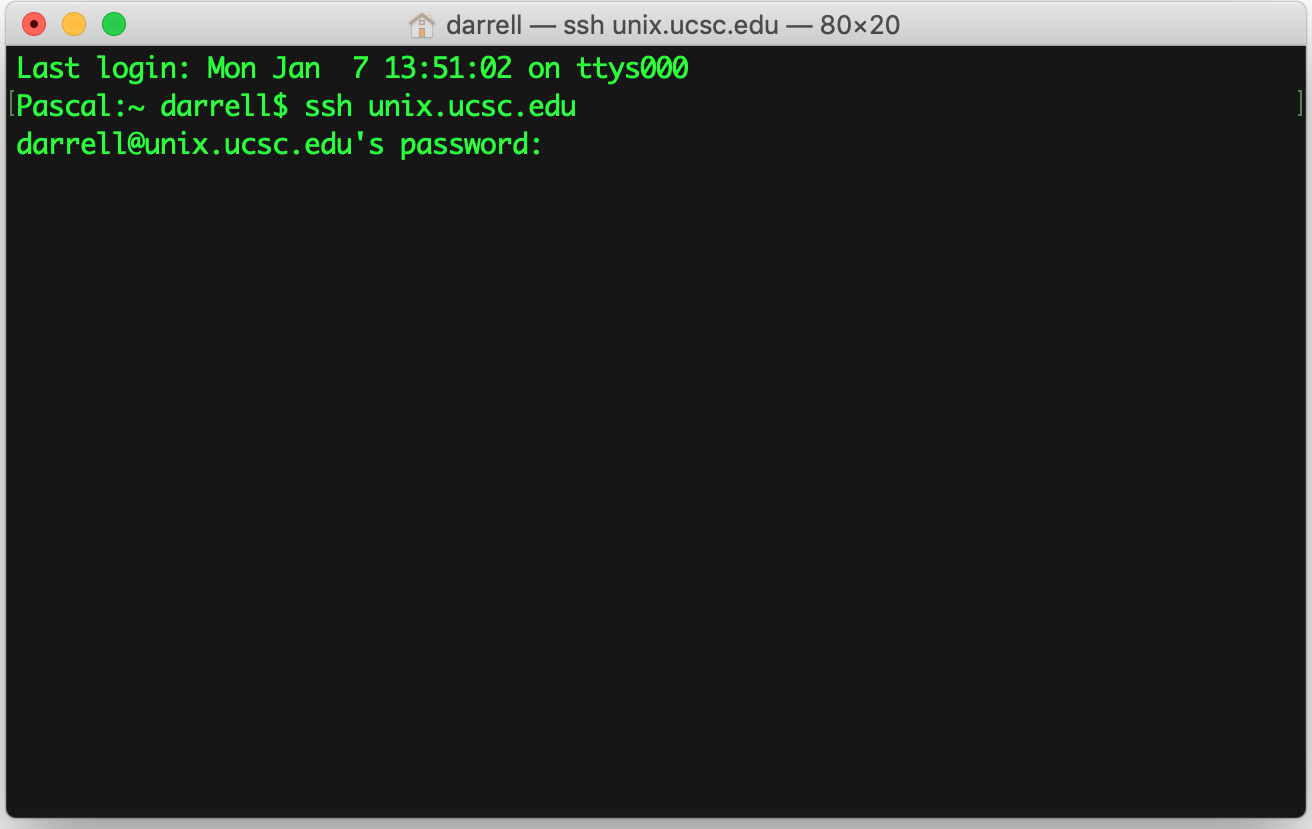 darrell — ssh unix.ucsc.edu — 80×20
Last login: Mon Jan  7 13:51:02 on ttys000
[Pascal:~ darrell$ ssh unix.ucsc.edu ]
darrell@unix.ucsc.edu's password: